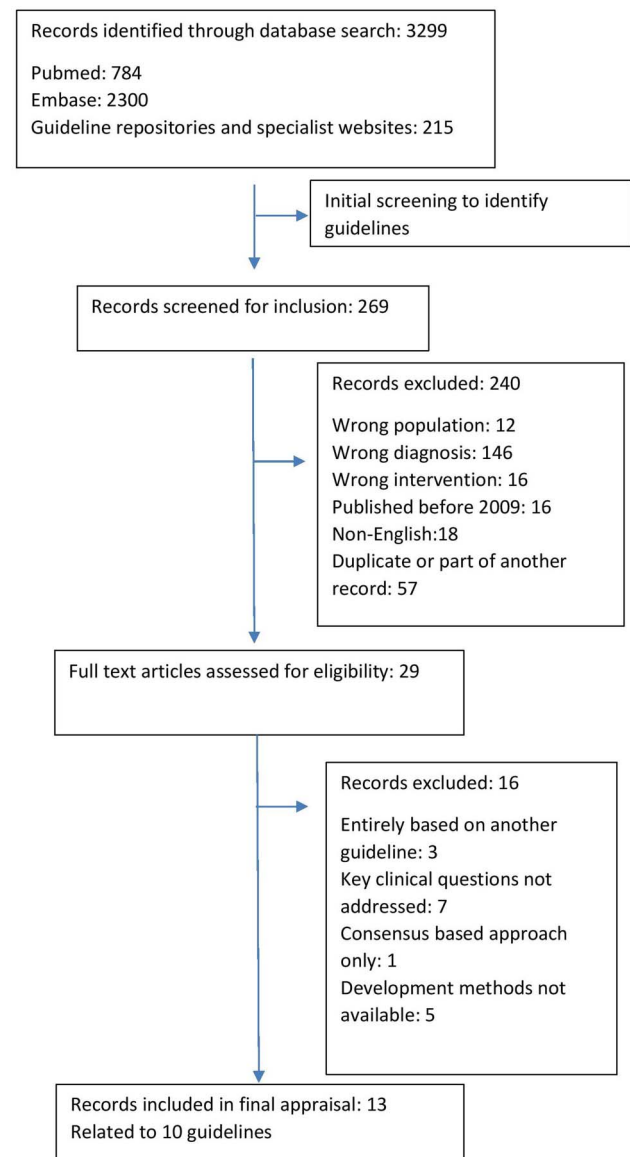 Records identified through database search: 3299
Pubmed: 784
Embase: 2300
Guideline repositories and specialist websites: 215
Initial screening to identify
guidelines
Records screened for inclusion: 269
Records excluded: 240
Wrong population: 12
Wrong diagnosis: 146
Wrong intervention: 16
Published before 2009: 16
Non-English:18
Duplicate or part of another
record: 57
Full text articles assessed for eligibility: 29
Records excluded: 16
Entirely based on another
guideline: 3
Key clinical questions not
addressed: 7
Consensus based approach
only: 1
Development methods not
available: 5
Records included in final appraisal: 13
Related to 10 guidelines